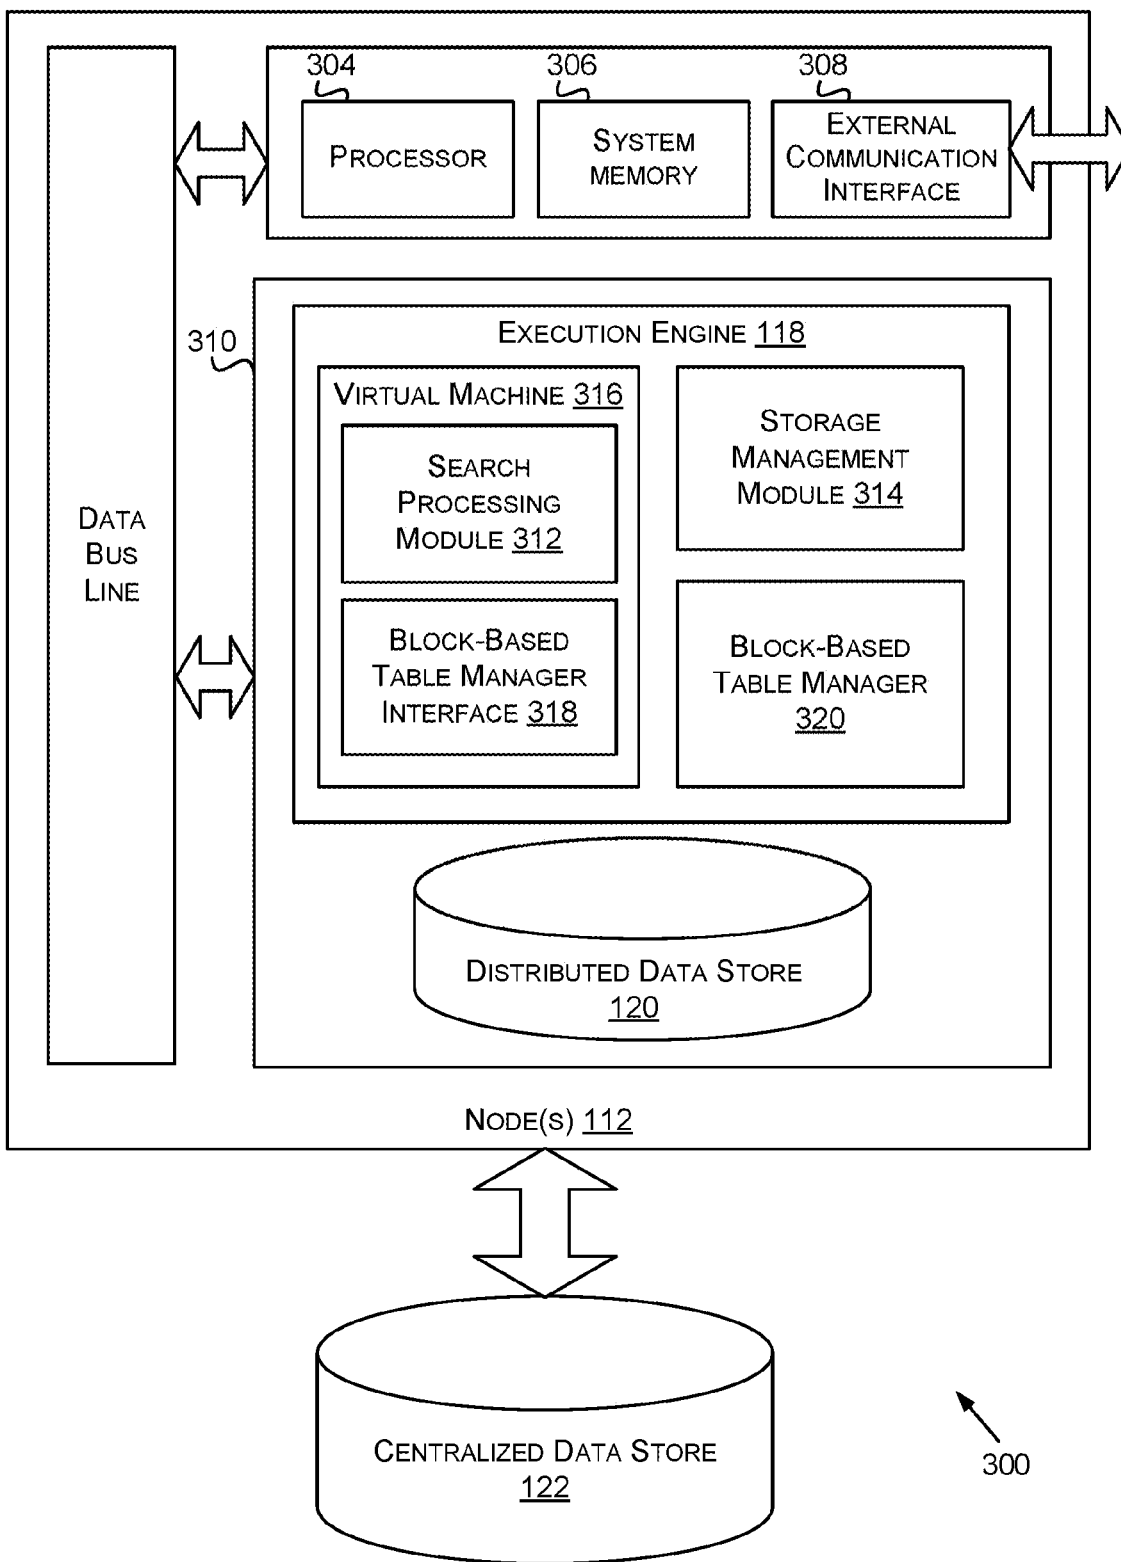 304
306
308
PROCESSOR
SYSTEM
MEMORY
EXTERNAL
COMMUNICATION
INTERFACE
310
EXECUTION ENGINE 118
VIRTUAL MACHINE 316
SEARCH
PROCESSING
MODULE 312
STORAGE
MANAGEMENT
MODULE 314
DATA
BUS
LINE
BLOCK-BASED
TABLE MANAGER
INTERFACE 318
BLOCK-BASED
TABLE MANAGER
320
DISTRIBUTED DATA STORE
120
NODE(S) 112
CENTRALIZED DATA STORE
122
300